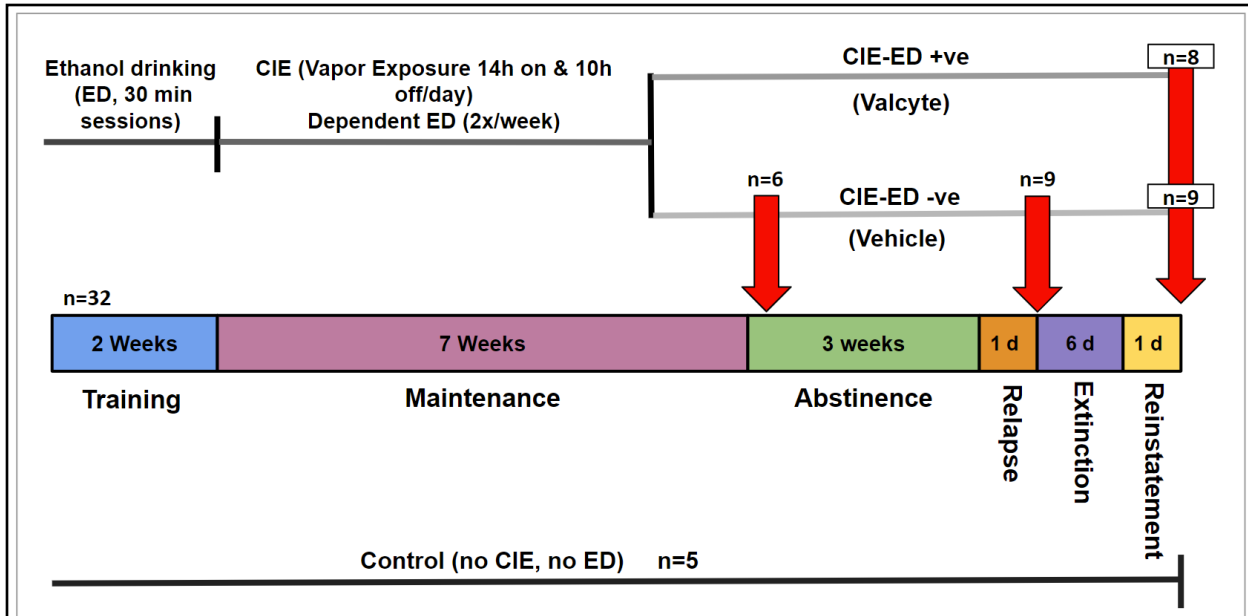 Ethanol drinking
(ED, 30 min
sessions)
CIE (Vapor Exposure 14h on & 10h
off/day)
Dependent ED (2x/week)
CIE-ED +ve
(Valcyte)
n=8
n=6
CIE-ED -ve
(Vehicle)
n=9
n=9
n=32
2 Weeks
7 Weeks
3 weeks
1 d
6 d
1 d
Training
Maintenance
Abstinence
Relapse
Extinction
Reinstatement
Control (no CIE, no ED) n=5